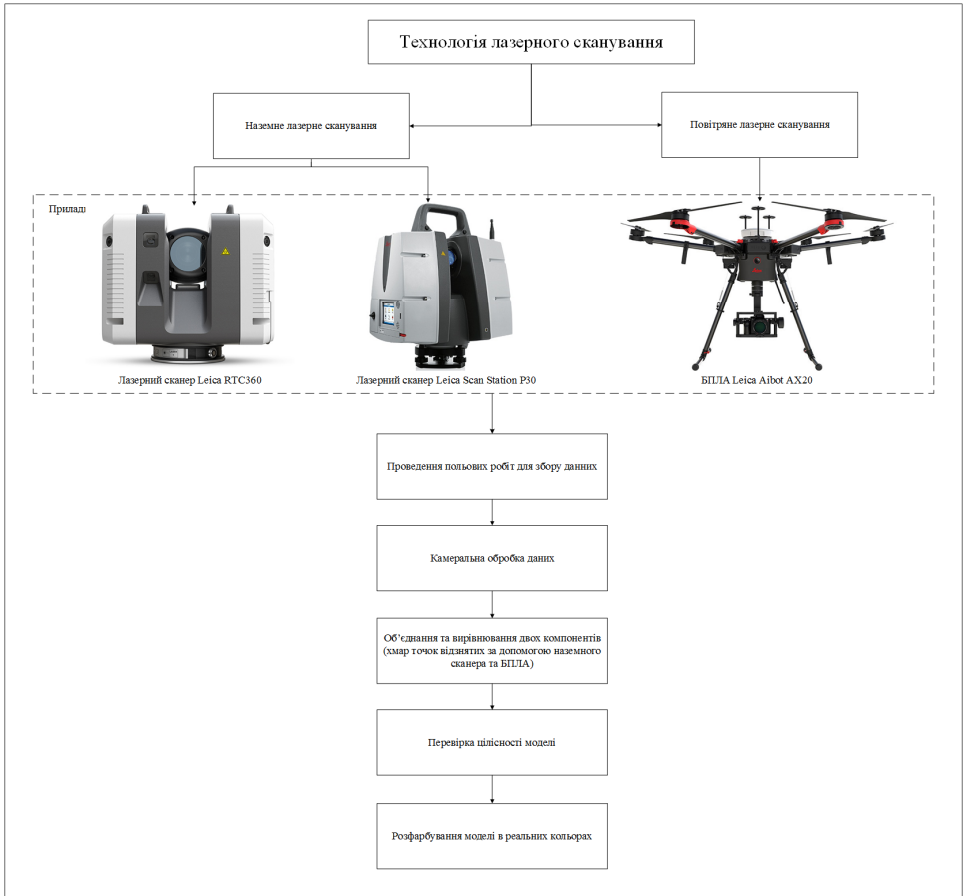 Технологія лазерного сканування
Наземне лазерне сканування
Повітряне лазерне сканування
Прилад
Лазерний сканер Leica RTC360
Лазерний сканер Leica Scan Station P30
БПЛА Leica Aibot AX20
Проведення польових робіт для збору данних
Камеральна обробка даних
Об’єднання та вирівнювання двох компонентів
(хмар точок відзнятих за допомогою наземного
сканера та БПЛА)
Перевірка цілісності моделі
Розфарбування моделі в реальних кольорах